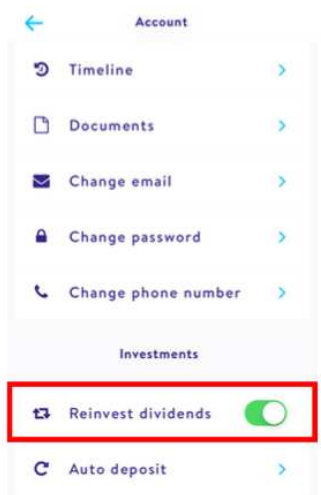 Account
Timeline
Documents
Change email
Change password
Change phone number
Investments
Reinvest dividends
Auto deposit